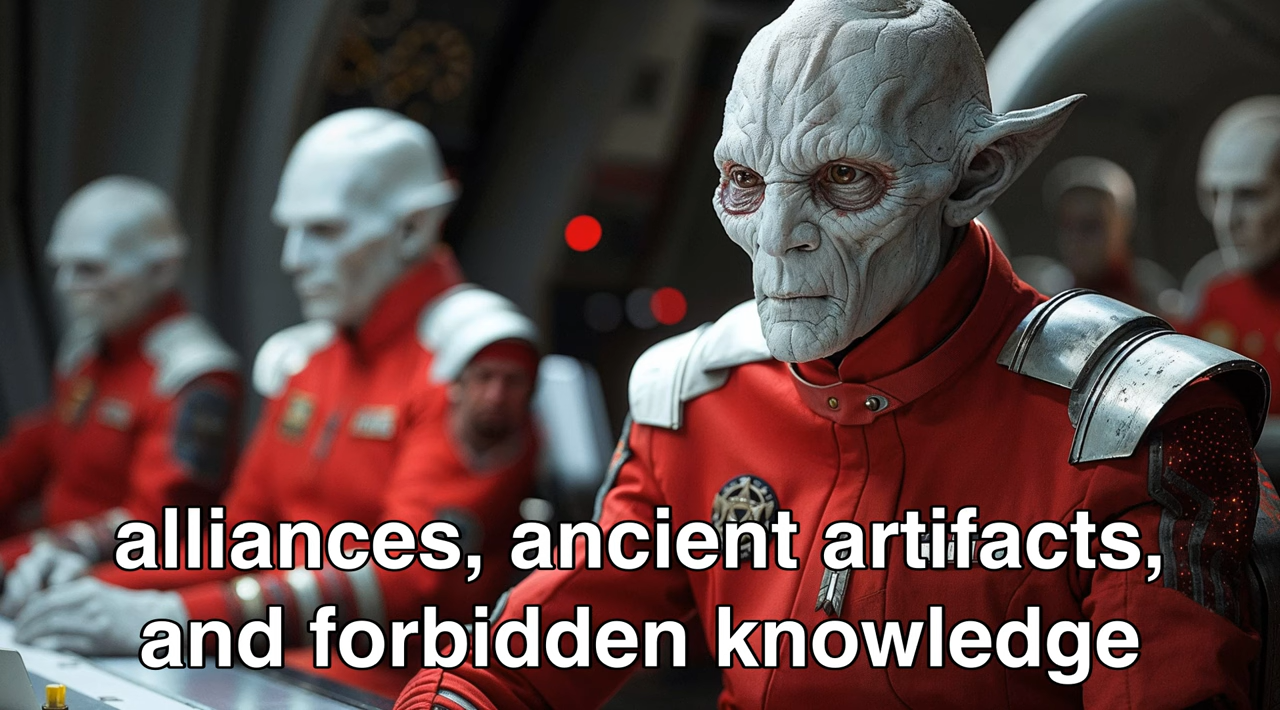 alliances, ancient artifacts,
and forbidden knowledge